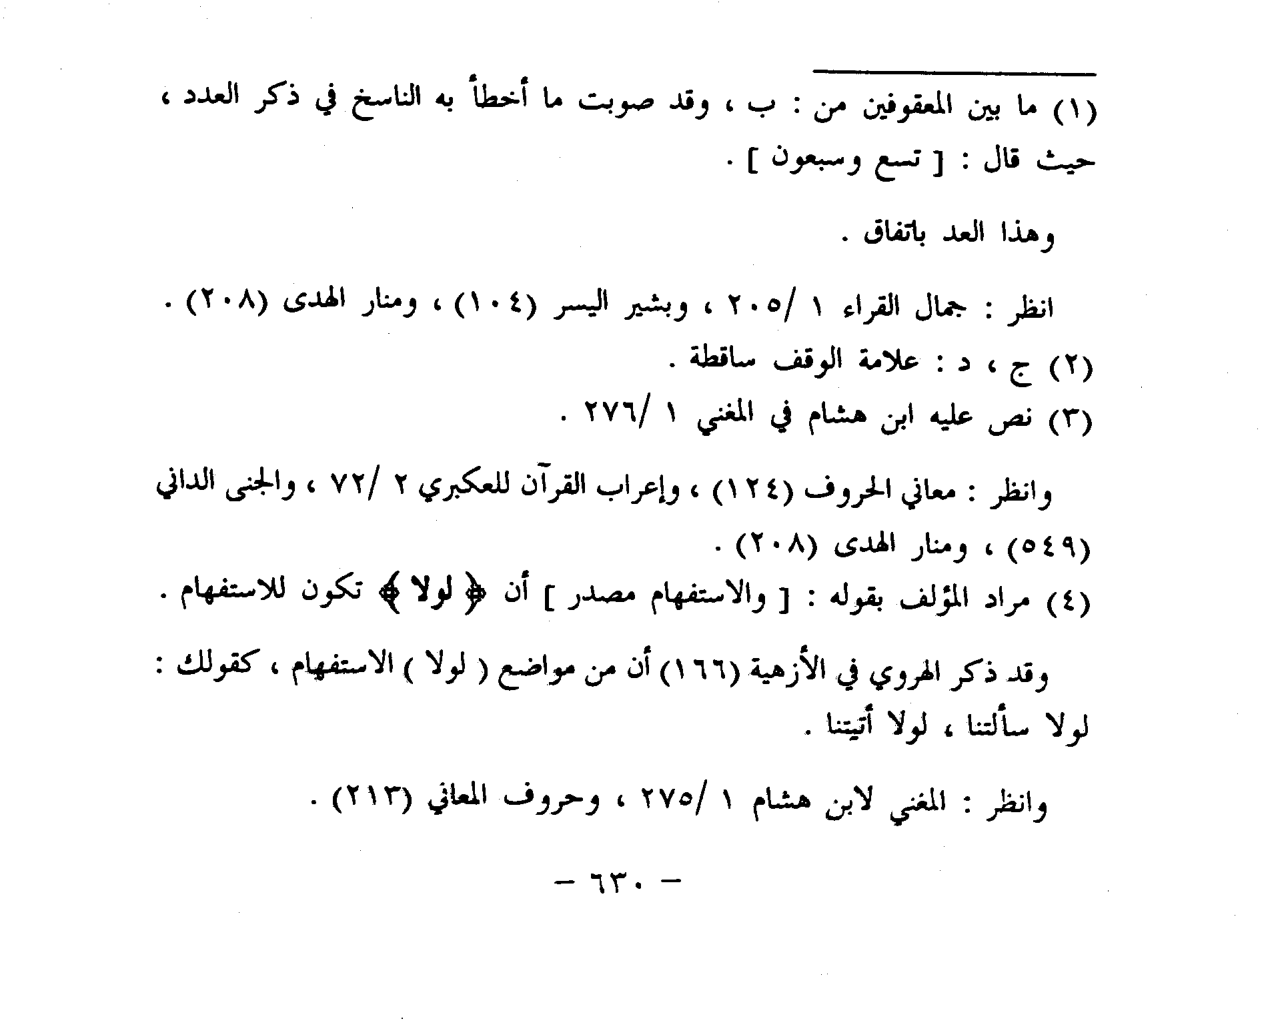 (١) ما بين المعقوفين من : ب ، وقد صوبت ما أخطأ به الناسخ في ذكر العدد ،
حيث قال : [ تسع وسبعون ] .
وهذا العد باتفاق .
انظر : جمال القراء ١ /٢٠٥ ، وبشير اليسر (١٠٤) ، ومنار الهدى (٢٠٨) .
(٢) ج ، د : علامة الوقف ساقطة .
(٣) نص عليه ابن هشام في المغني ١ /٢٧٦ .
وانظر : معاني الحروف (١٢٤) ، وإعراب القرآن للعكبري ٢ /٧٢ ، والجنى الداني
(٥٤٩) ، ومنار الهدى (٢٠٨) .
(٤) مراد المؤلف بقوله : [ والاستفهام مصدر ] أن ﴿ لولا ﴾ تكون للاستفهام .
وقد ذكر الهروي في الأزهية (١٦٦) أن من مواضع ( لولا ) الاستفهام ، كقولك :
لولا سألتنا ، لولا أتيتنا .
وانظر : المغني لابن هشام ١ /٢٧٥ ، وحروف المعاني (٢١٣) .
– ٦٣٠ –